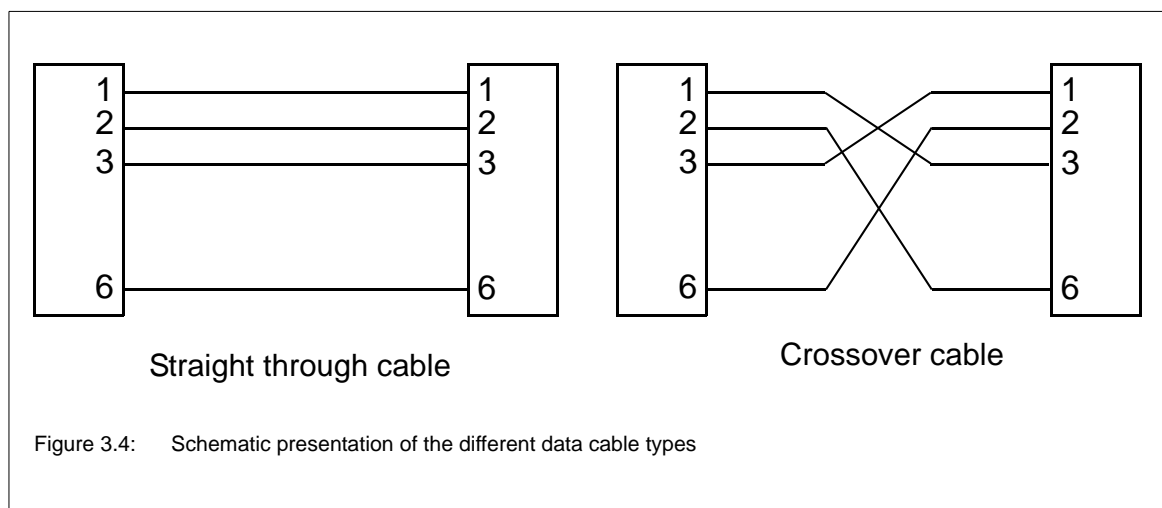 1 1 1 1
2 2 2 2
3 3 3 3
6 6 6 6
Straight through cable
Crossover cable
Figure 3.4: Schematic presentation of the different data cable types